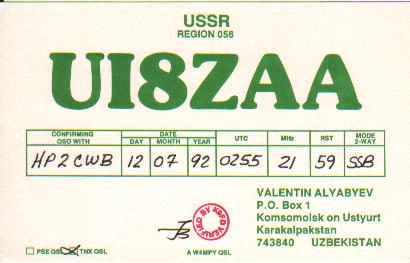 USSR
REGION 056
UI8ZAA
CONFIRMING QSO WITH DATE DAY MONTH YEAR UTC MHz RST MODE 2-WAY
HP2CWB 12 07 92 0255 21 59 SSB
VALENTIN ALYABYEV
P.O. Box 1
Komsomolsk on Ustyurt
Karakalpakstan
743840 UZBEKISTAN
PSE QSL TNX QSL
A W4MPY QSL